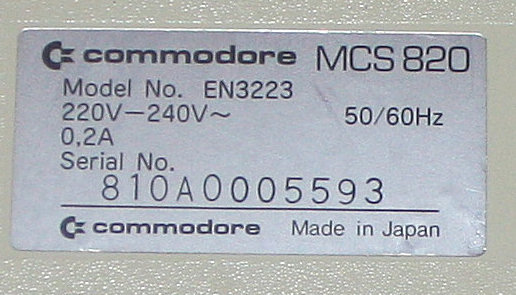 commodore MCS 820
Model No. EN3223
220V–240V~ 50/60Hz
0,2A
Serial No.
810A0005593
commodore Made in Japan